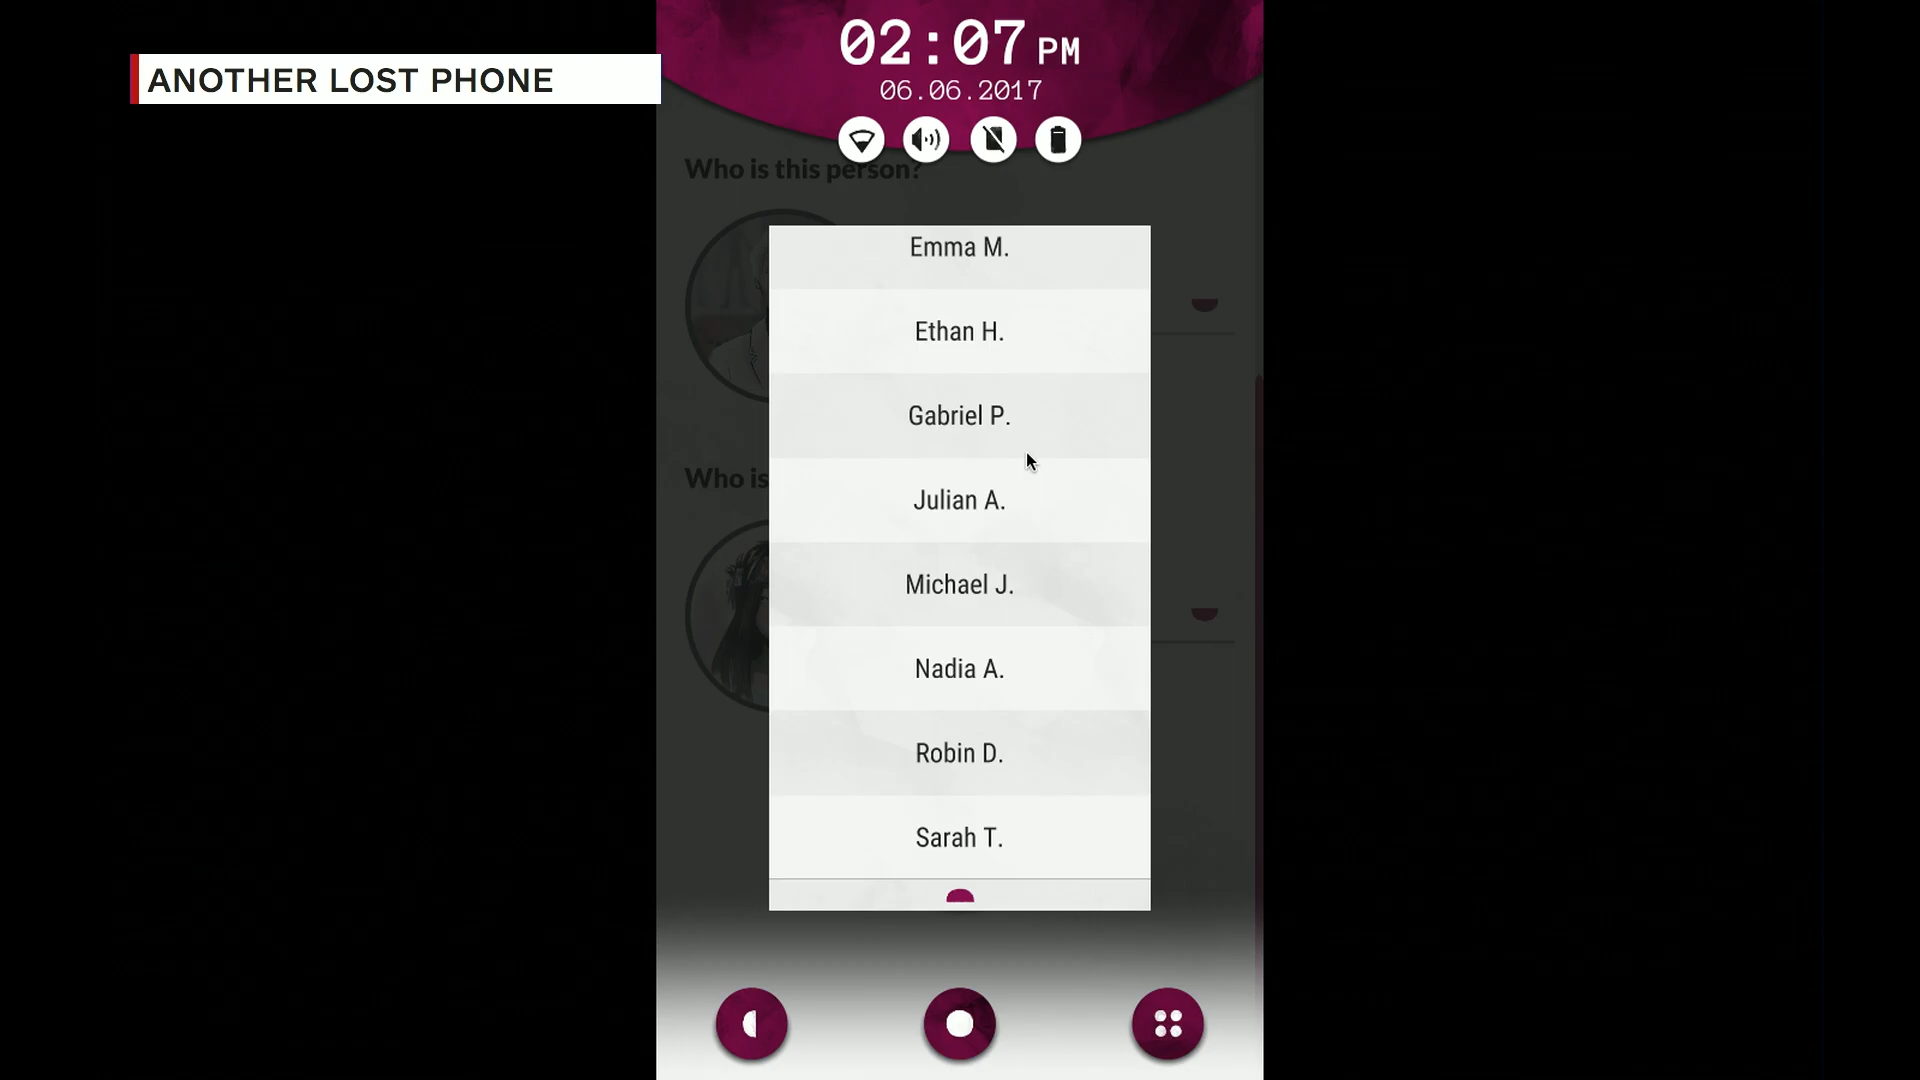 02:07 PM
ANOTHER LOST PHONE
06.06.2017
Who is this person?
Emma M.
Ethan H.
Gabriel P.
Who is
Julian A.
Michael J.
Nadia A.
Robin D.
Sarah T.